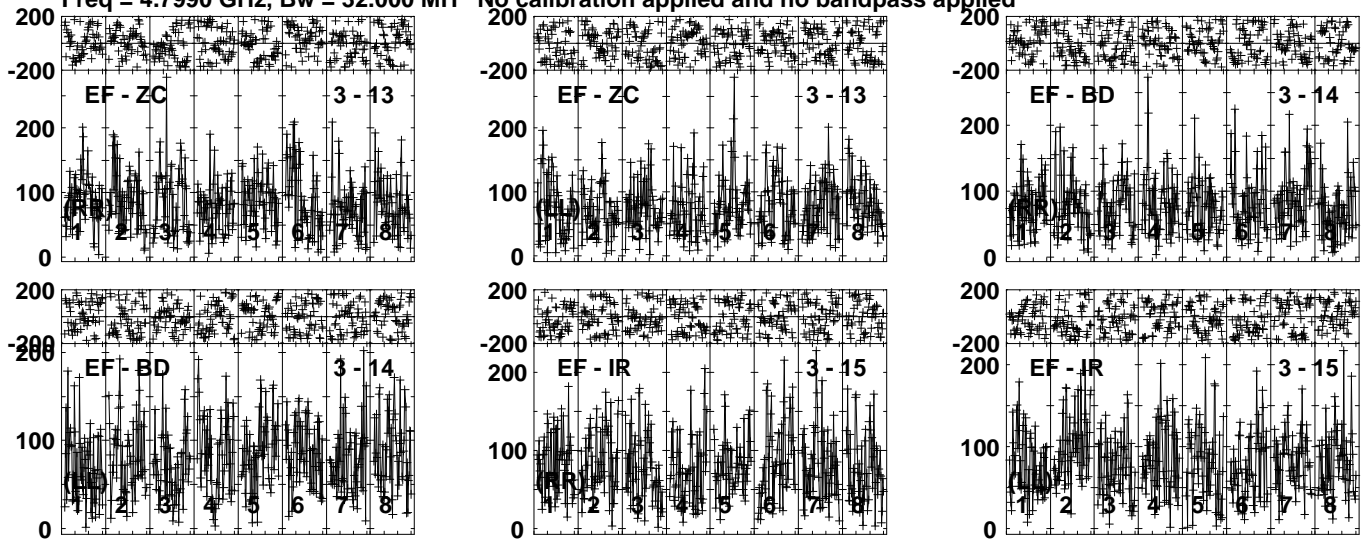 Freq = 4.7990 GHz, Bw = 32.000 MH No calibration applied and no bandpass applied
200
-200
EF - ZC 3 - 13
200
100
(RR)
1 2 3 4 5 6 7 8
0
200
-200
EF - ZC 3 - 13
200
100
(LL)
1 2 3 4 5 6 7 8
0
200
-200
EF - BD 3 - 14
200
100
(RR)
1 2 3 4 5 6 7 8
0
200
-200
200
EF - BD 3 - 14
100
(LL)
1 2 3 4 5 6 7 8
0
200
-200
EF - IR 3 - 15
200
100
(RR)
1 2 3 4 5 6 7 8
0
200
-200
EF - IR 3 - 15
200
100
(LL)
1 2 3 4 5 6 7 8
0